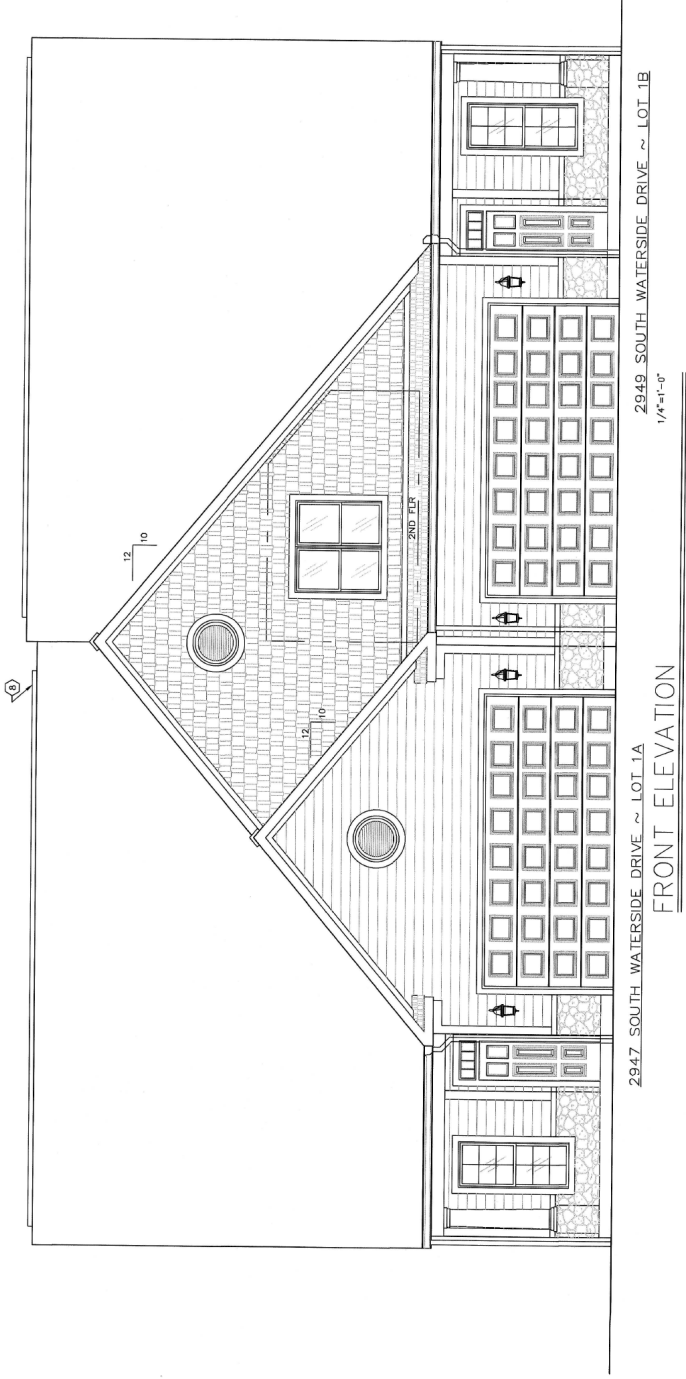 8
12
10
12
10
2ND FLR
2947 SOUTH WATERSIDE DRIVE ~ LOT 1A
2949 SOUTH WATERSIDE DRIVE ~ LOT 1B
FRONT ELEVATION
1/4"=1'-0"